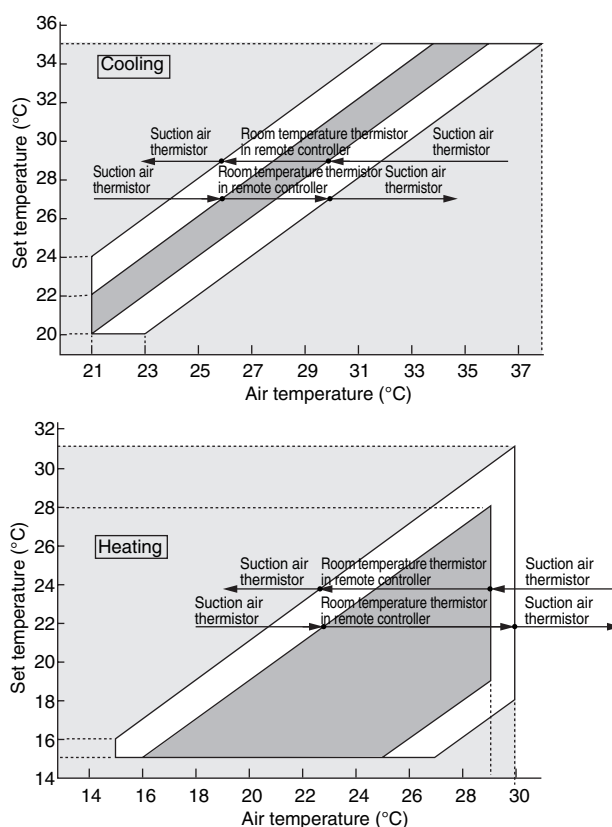 36
35
34
32
30
28
26
24
22
20
Set temperature (°C)
Cooling
Suction air
thermistor
Room temperature thermistor
in remote controller
Suction air
thermistor
Suction air
thermistor
Room temperature thermistor
in remote controller
Suction air
thermistor
21 23 25 27 29 31 33 35 37
Air temperature (°C)
32
30
28
26
24
22
20
18
16
14
Set temperature (°C)
Heating
Suction air
thermistor
Room temperature thermistor
in remote controller
Suction air
thermistor
Suction air
thermistor
Room temperature thermistor
in remote controller
Suction air
thermistor
14 16 18 20 22 24 26 28 30
Air temperature (°C)